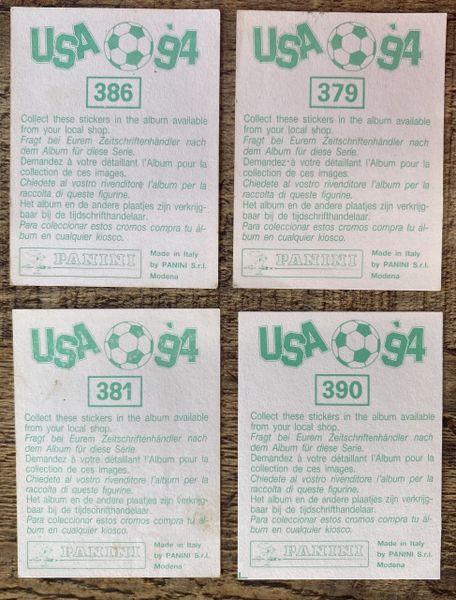 USA '94
386
Collect these stickers in the album available
from your local shop.
Fragt bei Eurem Zeitschriftenhändler nach
dem Album für diese Serie.
Demandez à votre détaillant l'Album pour la
collection de ces images.
Chiedete al vostro rivenditore l'album per la
raccolta di queste figurine.
Het album en de andere plaatjes zijn verkrijg-
baar bij de tijdschrifthandelaar.
Para coleccionar estos cromos compra tu ál-
bum en cualquier kiosco.
PANINI
Made in Italy
by PANINI S.r.l.
Modena
USA '94
379
Collect these stickers in the album available
from your local shop.
Fragt bei Eurem Zeitschriftenhändler nach
dem Album für diese Serie.
Demandez à votre détaillant l'Album pour la
collection de ces images.
Chiedete al vostro rivenditore l'album per la
raccolta di queste figurine.
Het album en de andere plaatjes zijn verkrijg-
baar bij de tijdschrifthandelaar.
Para coleccionar estos cromos compra tu ál-
bum en cualquier kiosco.
PANINI
Made in Italy
by PANINI S.r.l.
Modena
USA '94
381
Collect these stickers in the album available
from your local shop.
Fragt bei Eurem Zeitschriftenhändler nach
dem Album für diese Serie.
Demandez à votre détaillant l'Album pour la
collection de ces images.
Chiedete al vostro rivenditore l'album per la
raccolta di queste figurine.
Het album en de andere plaatjes zijn verkrijg-
baar bij de tijdschrifthandelaar.
Para coleccionar estos cromos compra tu ál-
bum en cualquier kiosco.
PANINI
Made in Italy
by PANINI S.r.l.
Modena
USA '94
390
Collect these stickers in the album available
from your local shop.
Fragt bei Eurem Zeitschriftenhändler nach
dem Album für diese Serie.
Demandez à votre détaillant l'Album pour la
collection de ces images.
Chiedete al vostro rivenditore l'album per la
raccolta di queste figurine.
Het album en de andere plaatjes zijn verkrijg-
baar bij de tijdschrifthandelaar.
Para coleccionar estos cromos compra tu ál-
bum en cualquier kiosco.
PANINI
Made in Italy
by PANINI S.r.l.
Modena